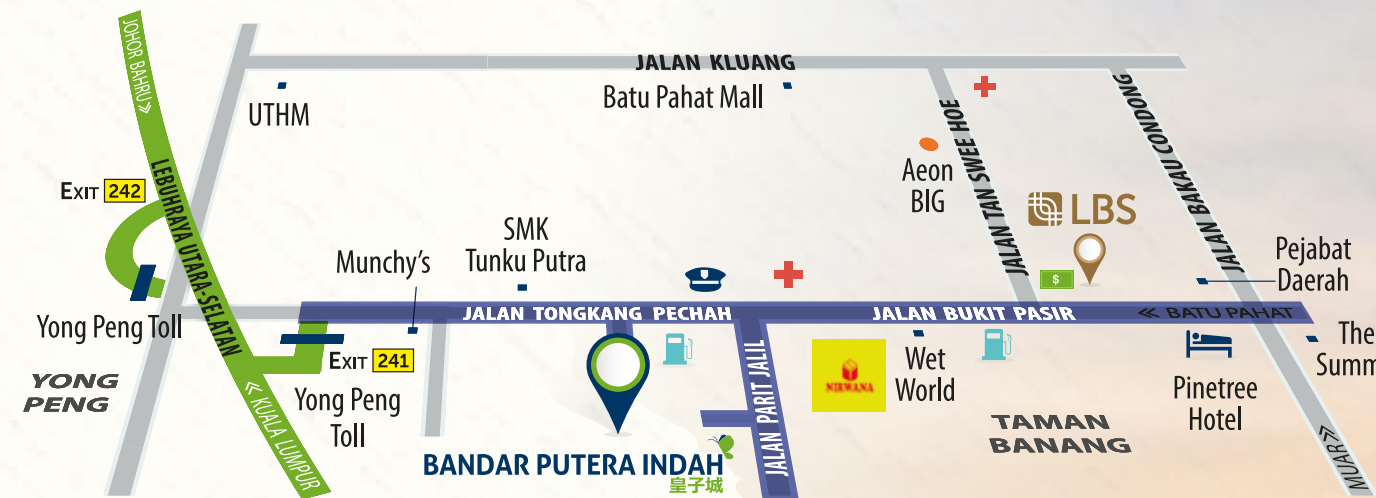 JOHOR BAHRU >>
JALAN KLUANG
UTHM
Batu Pahat Mall
JALAN TAN SWEE HOE
JALAN BAKAU CONDONG
Aeon
BIG
LBS
EXIT 242
LEBUHRAYA UTARA-SELATAN
SMK
Tunku Putra
Munchy's
$
Pejabat
Daerah
Yong Peng Toll
JALAN TONGKANG PECHAH
JALAN BUKIT PASIR
<< BATU PAHAT
The
Summ
EXIT 241
YONG
PENG
Yong Peng
Toll
<< KUALA LUMPUR
JALAN PARIT JALIL
NIRWANA
Wet
World
Pinetree
Hotel
TAMAN
BANANG
MUAR >>
BANDAR PUTERA INDAH
皇子城